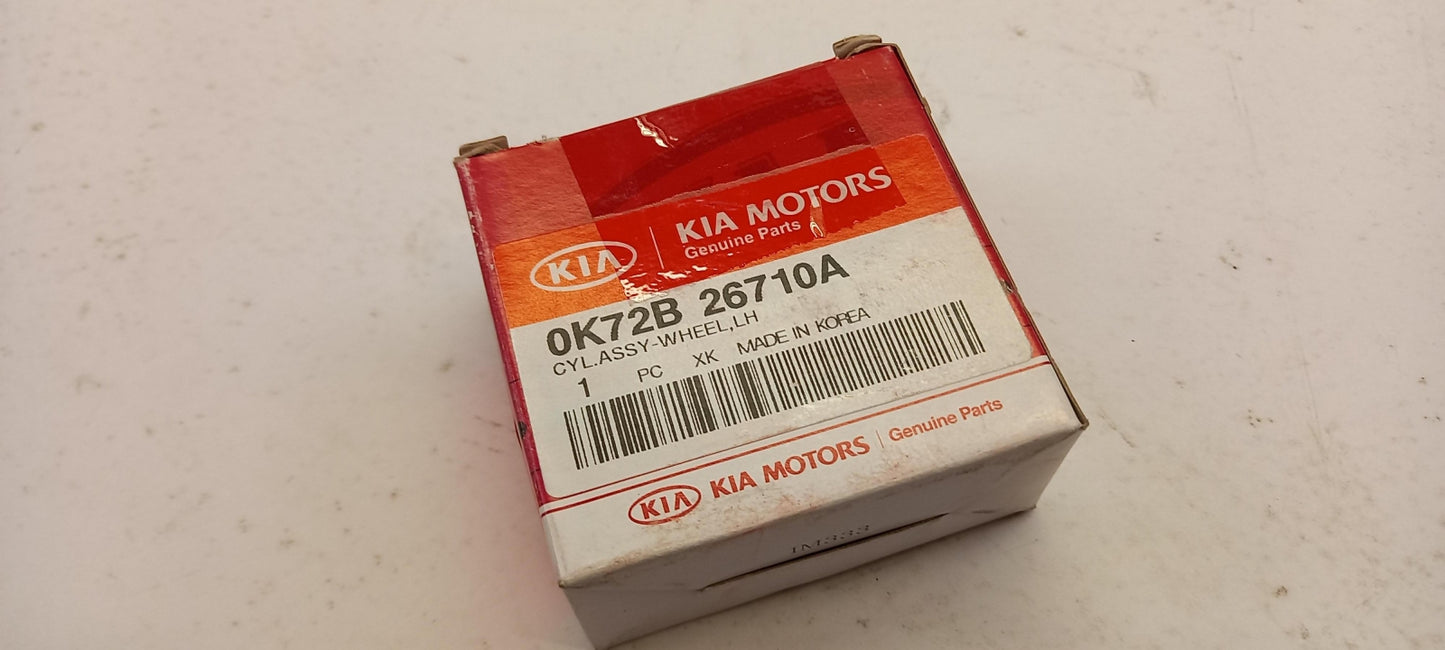 KIA | KIA MOTORS
Genuine Parts
0K72B 26710A
CYL.ASSY-WHEEL,LH
1 PC XK MADE IN KOREA
KIA KIA MOTORS | Genuine Parts
1M333